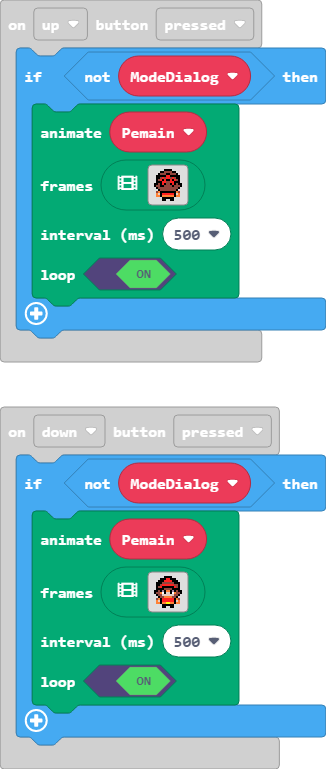 on up button pressed
if not ModeDialog then
animate Pemain
frames
interval (ms) 500
loop ON
on down button pressed
if not ModeDialog then
animate Pemain
frames
interval (ms) 500
loop ON